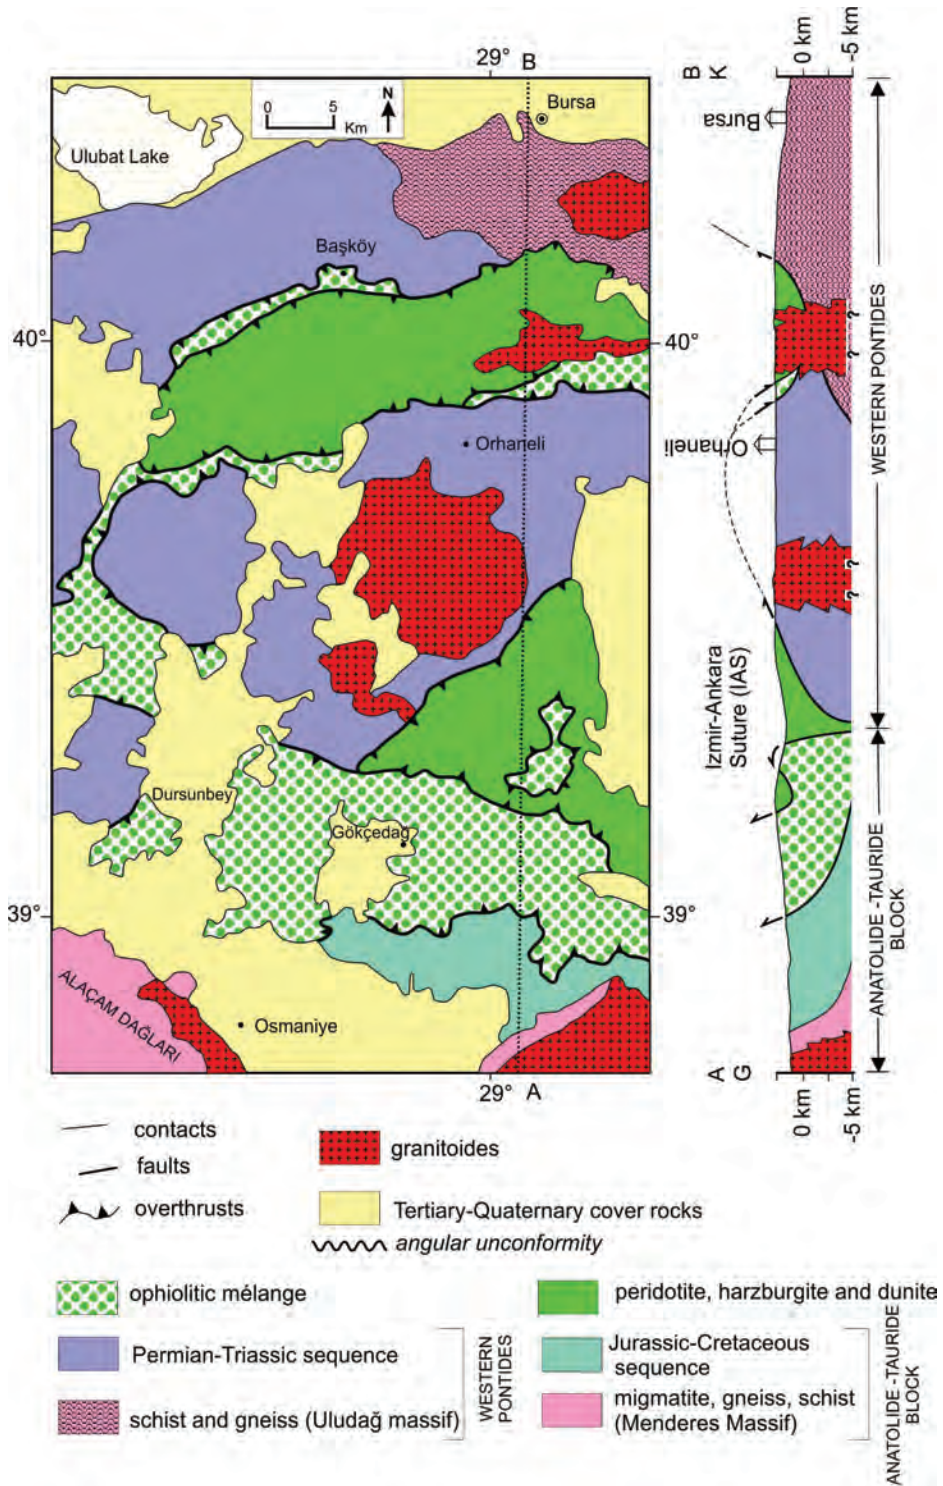 29°
B
0 5
Km
N
Bursa
Ulubat Lake
Başköy
40°
40°
Orhaneli
Dursunbey
Gökçedağ
39°
39°
ALAÇAM DAĞLARI
Osmaniye
29°
A
B
K
0 km
-5 km
Bursa
?
?
Orhaneli
?
?
Izmir-Ankara
Suture (IAS)
WESTERN PONTIDES
ANATOLIDE -TAURIDE
BLOCK
A
G
0 km
-5 km
contacts
faults
overthrusts
granitoides
Tertiary-Quaternary cover rocks
angular unconformity
ophiolitic mélange
peridotite, harzburgite and dunite
Permian-Triassic sequence
Jurassic-Cretaceous
sequence
schist and gneiss (Uludağ massif)
migmatite, gneiss, schist
(Menderes Massif)
WESTERN
PONTIDES
ANATOLIDE -TAURIDE
BLOCK